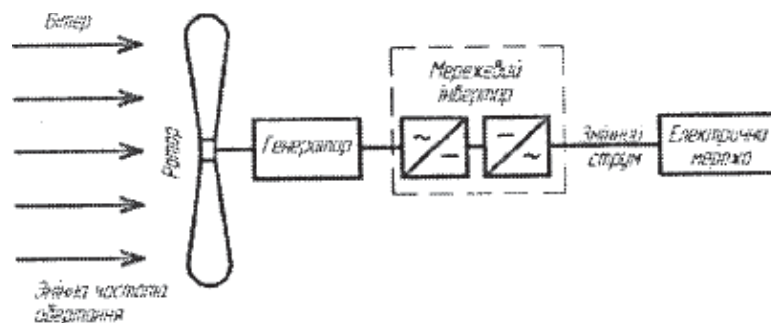 Вітер
Ротор
Генератор
Мережевий
інвертор
~
–
–
~
Змінний
струм
Електрична
мережа
Змінна частота
обертання